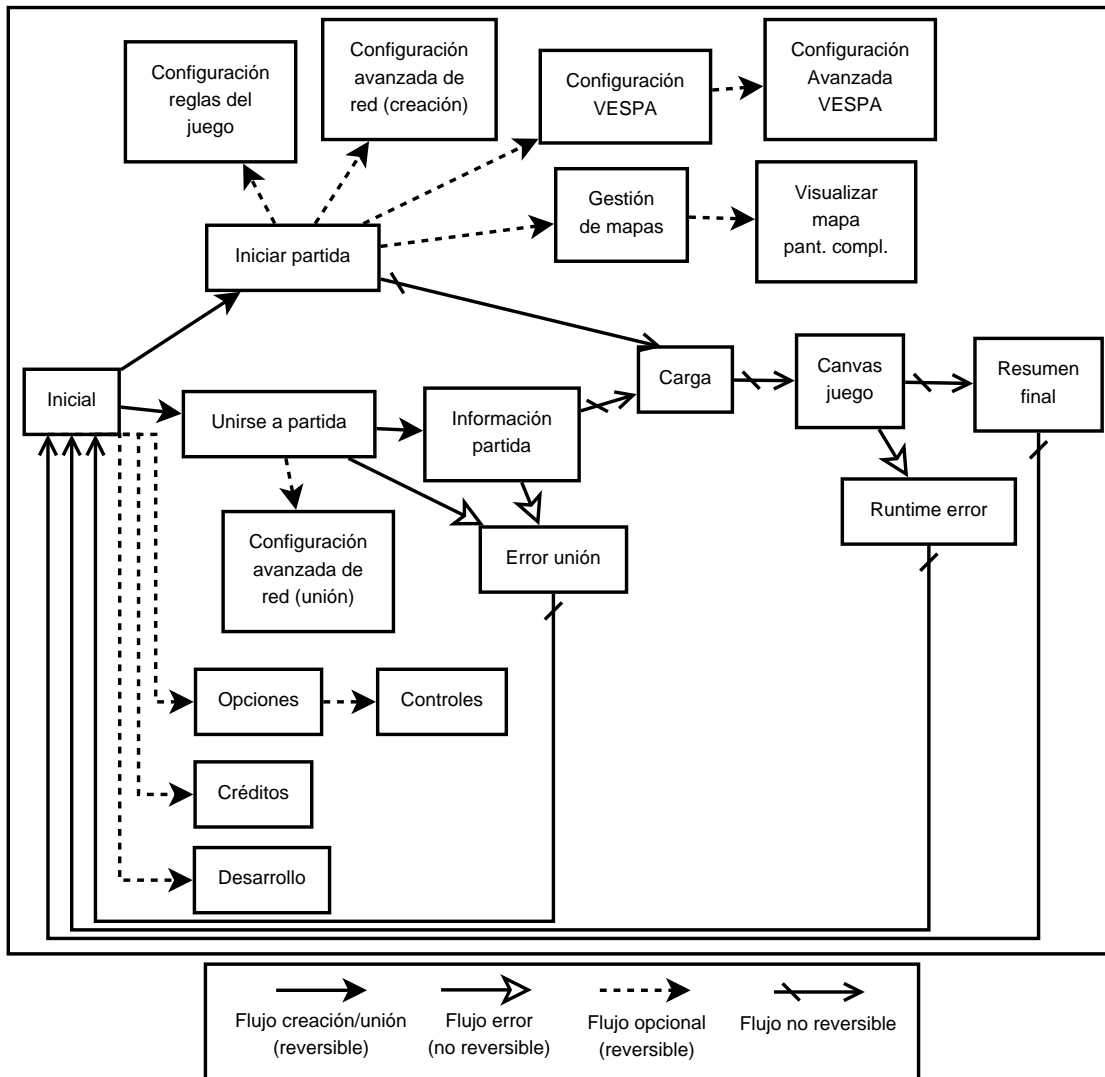 Configuración
reglas del
juego
Configuración
avanzada de
red (creación)
Configuración
VESPA
Configuración
Avanzada
VESPA
Gestión
de mapas
Visualizar
mapa
pant. compl.
Iniciar partida
Inicial
Unirse a partida
Información
partida
Carga
Canvas
juego
Resumen
final
Configuración
avanzada de
red (unión)
Error unión
Runtime error
Opciones
Controles
Créditos
Desarrollo
Flujo creación/unión
(reversible)
Flujo error
(no reversible)
Flujo opcional
(reversible)
Flujo no reversible